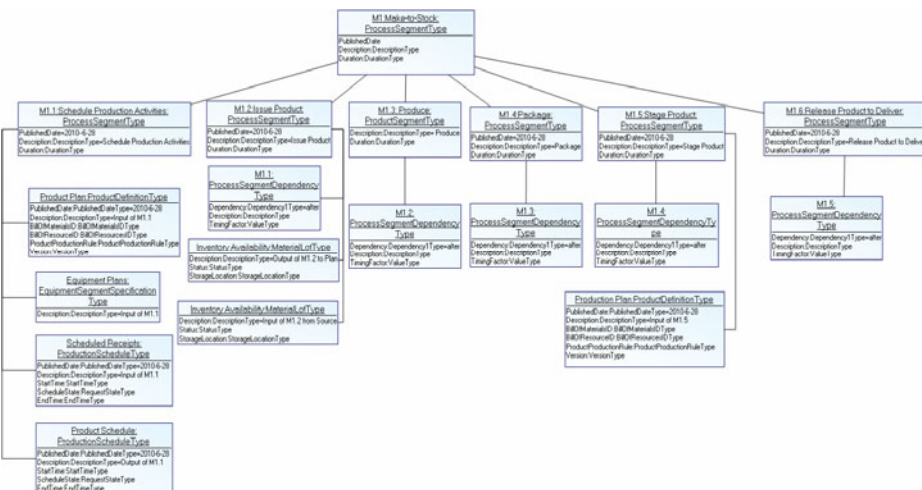 M1 Make-to-Stock:
ProcessSegmentType
PublishedDate
Description:DescriptionType
Duration:DurationType
M1.1:Schedule Production Activities:
ProcessSegmentType
PublishedDate=2010-6-28
Description:DescriptionType=Schedule Production Activities
Duration:DurationType
M1.2:Issue Product:
ProcessSegmentType
PublishedDate=2010-6-28
Description:DescriptionType=Issue Product
Duration:DurationType
M1.3: Produce:
ProductSegmentType
Description:DescriptionType= Produce
Duration:DurationType
M1.4:Package:
ProcessSegmentType
PublishedDate=2010-6-28
Description:DescriptionType=Package
Duration:DurationType
M1.5:Stage Product:
ProcessSegmentType
PublishedDate=2010-6-28
Description:DescriptionType=Stage Product
Duration:DurationType
M1.6:Release Product to Deliver:
ProcessSegmentType
PublishedDate=2010-6-28
Description:DescriptionType=Release Product to Delive
Duration:DurationType
M1.1:
ProcessSegmentDependency
Type
Dependency:Dependency1Type=after
Description:DescriptionType
TimingFactor:ValueType
M1.2:
ProcessSegmentDependency
Type
Dependency:Dependency1Type=after
Description:DescriptionType
TimingFactor:ValueType
M1.3:
ProcessSegmentDependency
Type
Dependency:Dependency1Type=after
Description:DescriptionType
TimingFactor:ValueType
M1.4:
ProcessSegmentDependencyTy
pe
Dependency:Dependency1Type=after
Description:DescriptionType
TimingFactor:ValueType
M1.5:
ProcessSegmentDependency
Type
Dependency:Dependency1Type=after
Description:DescriptionType
TimingFactor:ValueType
Product Plan:ProductDefinitionType
PublishedDate:PublishedDateType=2010-6-28
Description:DescriptionType=Input of M1.1
BillOfMaterialsID:BillOfMaterialsIDType
BillOfResourceID:BillOfResourcesIDType
ProductProductionRule:ProductProductionRuleType
Version:VersionType
Inventory Availability:MaterialLotType
Description:DescriptionType=Output of M1.2 to Plan
Status:StatusType
StorageLocation:StorageLocationType
Equipment Plans:
EquipmentSegmentSpecification
Type
Description:DescriptionType=Input of M1.1
Inventory Availability:MaterialLotType
Description:DescriptionType=Input of M1.2 from Source
Status:StatusType
StorageLocation:StorageLocationType
Production Plan:ProductDefinitionType
PublishedDate:PublishedDateType=2010-6-28
Description:DescriptionType=Input of M1.5
BillOfMaterialsID:BillOfMaterialsIDType
BillOfResourceID:BillOfResourcesIDType
ProductProductionRule:ProductProductionRuleType
Version:VersionType
Scheduled Receipts:
ProductionScheduleType
PublishedDate:PublishedDateType=2010-6-28
Description:DescriptionType=Input of M1.1
StartTime:StartTimeType
ScheduleState:RequestStateType
EndTime:EndTimeType
Product Schedule:
ProductionScheduleType
PublishedDate:PublishedDateType=2010-6-28
Description:DescriptionType=Output of M1.1
StartTime:StartTimeType
ScheduleState:RequestStateType
EndTime:EndTimeType